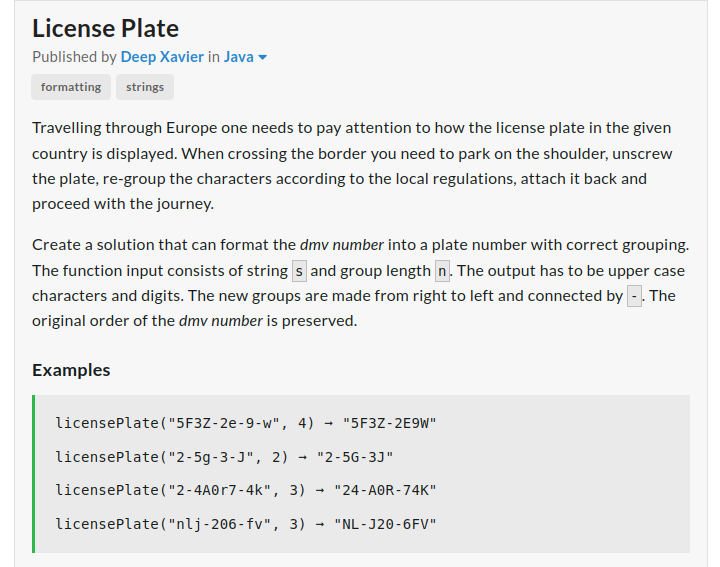 License Plate
Published by Deep Xavier in Java
formatting strings
Travelling through Europe one needs to pay attention to how the license plate in the given
country is displayed. When crossing the border you need to park on the shoulder, unscrew
the plate, re-group the characters according to the local regulations, attach it back and
proceed with the journey.
Create a solution that can format the dmv number into a plate number with correct grouping.
The function input consists of string s and group length n. The output has to be upper case
characters and digits. The new groups are made from right to left and connected by -. The
original order of the dmv number is preserved.
Examples
licensePlate("5F3Z-2e-9-w", 4) → "5F3Z-2E9W"
licensePlate("2-5g-3-J", 2) → "2-5G-3J"
licensePlate("2-4A0r7-4k", 3) → "24-A0R-74K"
licensePlate("nlj-206-fv", 3) → "NL-J20-6FV"